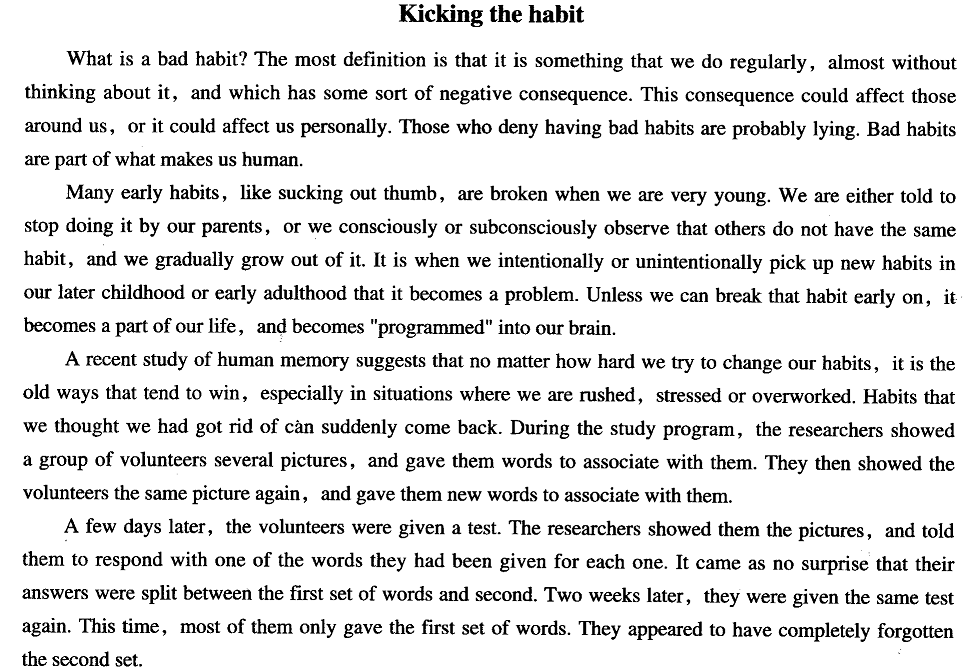 Kicking the habit
What is a bad habit? The most definition is that it is something that we do regularly, almost without
thinking about it, and which has some sort of negative consequence. This consequence could affect those
around us, or it could affect us personally. Those who deny having bad habits are probably lying. Bad habits
are part of what makes us human.
Many early habits, like sucking out thumb, are broken when we are very young. We are either told to
stop doing it by our parents, or we consciously or subconsciously observe that others do not have the same
habit, and we gradually grow out of it. It is when we intentionally or unintentionally pick up new habits in
our later childhood or early adulthood that it becomes a problem. Unless we can break that habit early on, it
becomes a part of our life, and becomes "programmed" into our brain.
A recent study of human memory suggests that no matter how hard we try to change our habits, it is the
old ways that tend to win, especially in situations where we are rushed, stressed or overworked. Habits that
we thought we had got rid of can suddenly come back. During the study program, the researchers showed
a group of volunteers several pictures, and gave them words to associate with them. They then showed the
volunteers the same picture again, and gave them new words to associate with them.
A few days later, the volunteers were given a test. The researchers showed them the pictures, and told
them to respond with one of the words they had been given for each one. It came as no surprise that their
answers were split between the first set of words and second. Two weeks later, they were given the same test
again. This time, most of them only gave the first set of words. They appeared to have completely forgotten
the second set.